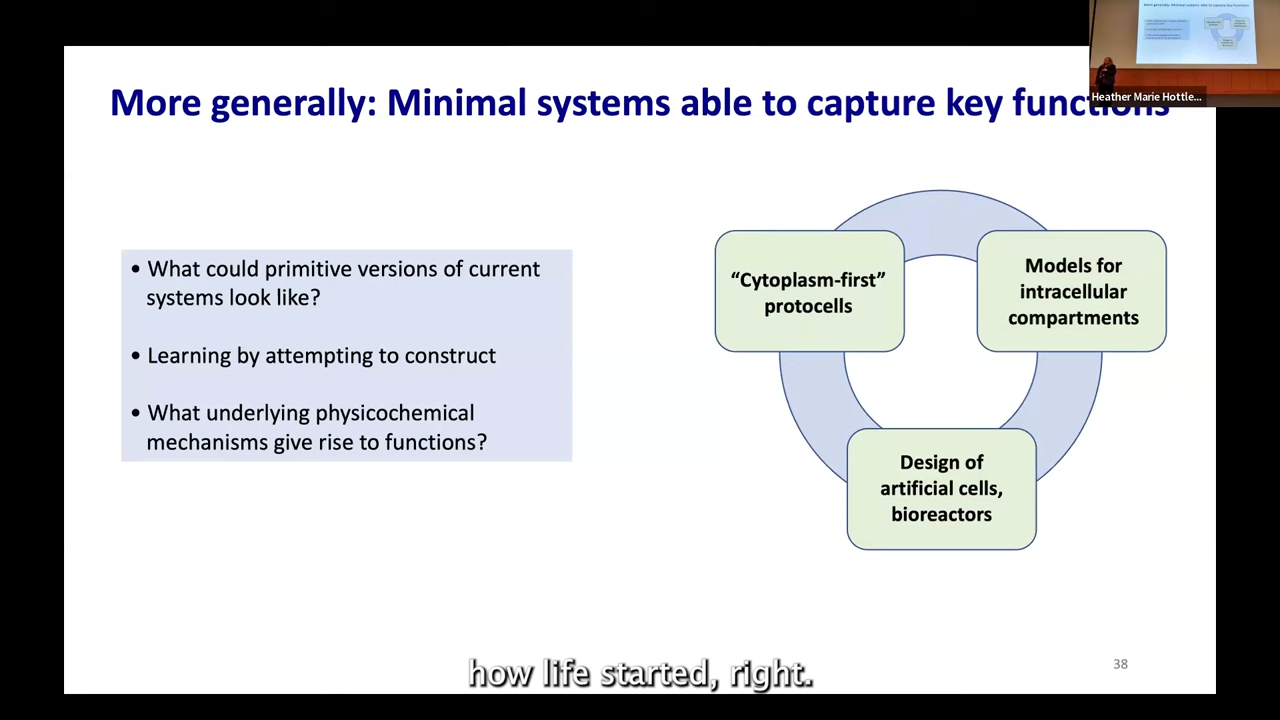 More generally: Minimal systems able to capture key functions
Heather Marie Hottle...
• What could primitive versions of current
systems look like?
• Learning by attempting to construct
• What underlying physicochemical
mechanisms give rise to functions?
“Cytoplasm-first”
protocells
Models for
intracellular
compartments
Design of
artificial cells,
bioreactors
38
how life started, right.